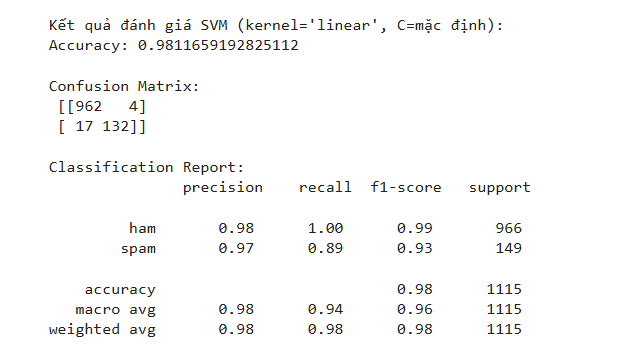 Kết quả đánh giá SVM (kernel='linear', C=mặc định):
Accuracy: 0.9811659192825112
Confusion Matrix:
[[962   4]
[ 17 132]]
Classification Report:
precision    recall  f1-score   support
ham       0.98      1.00      0.99       966
spam       0.97      0.89      0.93       149
accuracy                           0.98      1115
macro avg       0.98      0.94      0.96      1115
weighted avg       0.98      0.98      0.98      1115